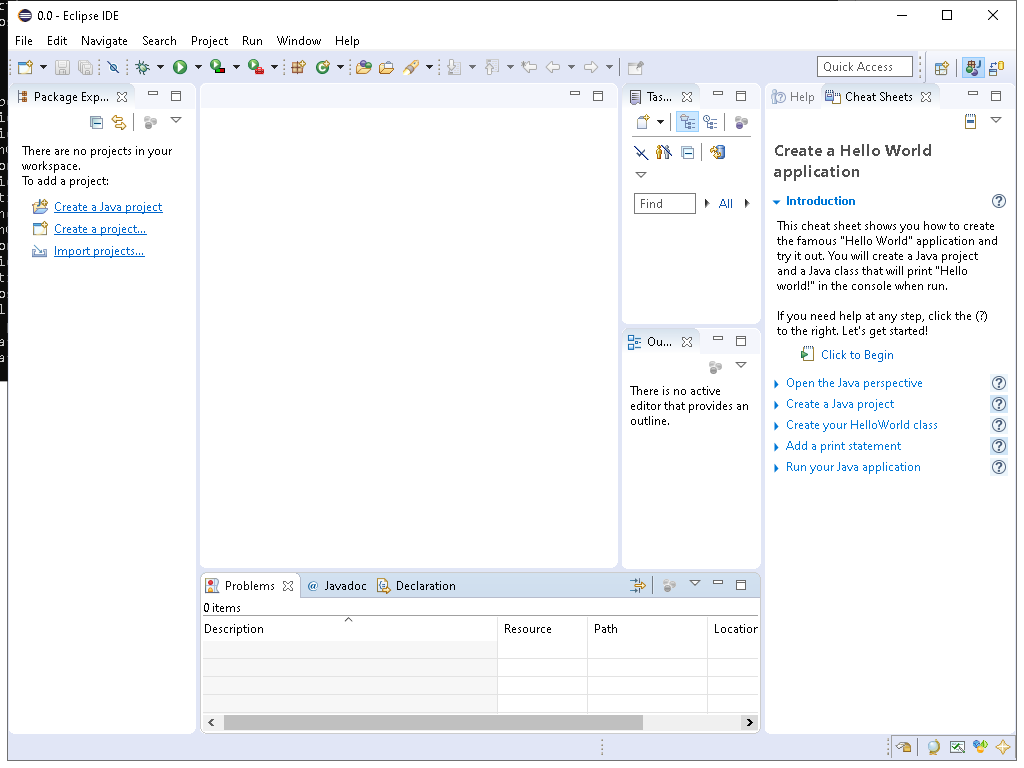 0.0 - Eclipse IDE
File Edit Navigate Search Project Run Window Help
Quick Access
Package Exp...
There are no projects in your
workspace.
To add a project:
Create a Java project
Create a project...
Import projects...
Tas...
Find
All
Ou...
There is no active
editor that provides an
outline.
Help
Cheat Sheets
Create a Hello World
application
Introduction
This cheat sheet shows you how to create
the famous "Hello World" application and
try it out. You will create a Java project
and a Java class that will print "Hello
world!" in the console when run.
If you need help at any step, click the (?)
to the right. Let's get started!
Click to Begin
Open the Java perspective
Create a Java project
Create your HelloWorld class
Add a print statement
Run your Java application
Problems
@ Javadoc
Declaration
0 items
Description Resource Path Location